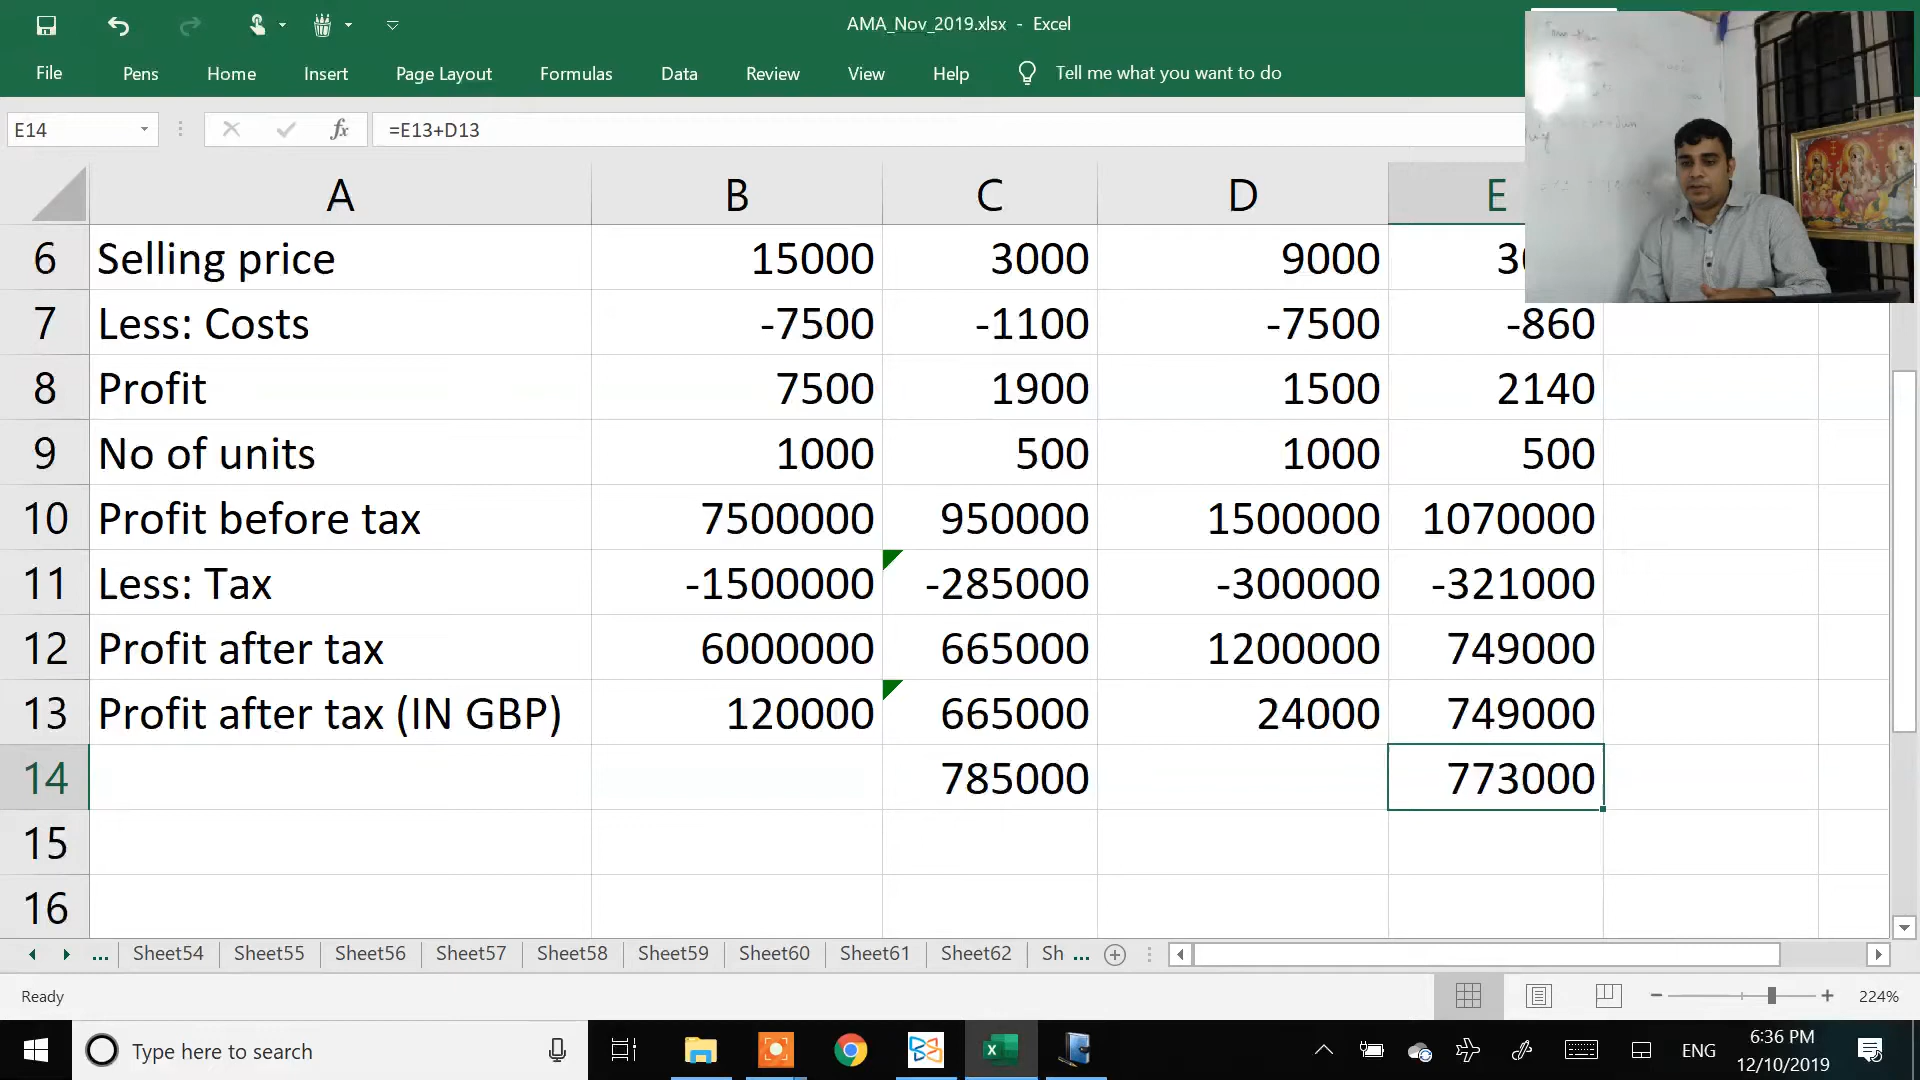 AMA_Nov_2019.xlsx - Excel
File Pens Home Insert Page Layout Formulas Data Review View Help Tell me what you want to do
E14 fx =E13+D13
A B C D E
6 Selling price 15000 3000 9000
7 Less: Costs -7500 -1100 -7500 -860
8 Profit 7500 1900 1500 2140
9 No of units 1000 500 1000 500
10 Profit before tax 7500000 950000 1500000 1070000
11 Less: Tax -1500000 -285000 -300000 -321000
12 Profit after tax 6000000 665000 1200000 749000
13 Profit after tax (IN GBP) 120000 665000 24000 749000
14 785000 773000
15
16
... Sheet54 Sheet55 Sheet56 Sheet57 Sheet58 Sheet59 Sheet60 Sheet61 Sheet62 Sh ...
Ready 224%
Type here to search ENG 6:36 PM
12/10/2019